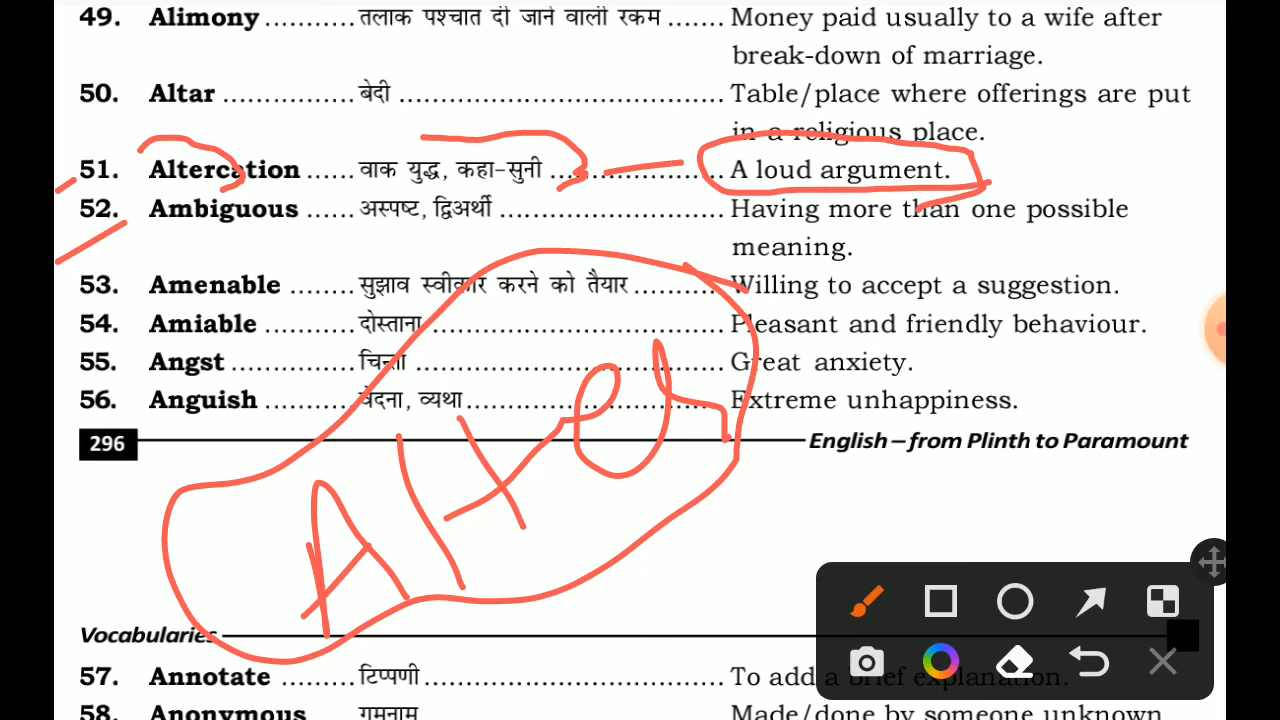 49. Alimony ........... तलाक पश्चात दी जाने वाली रकम ....... Money paid usually to a wife after
break-down of marriage.
50. Altar ................ बेदी ....................................... Table/place where offerings are put
in a religious place.
51. Altercation ...... वाक युद्ध, कहा-सुनी ..................... A loud argument.
52. Ambiguous ...... अस्पष्ट, द्विअर्थी ........................... Having more than one possible
meaning.
53. Amenable ........ सुझाव स्वीकार करने को तैयार ........... Willing to accept a suggestion.
54. Amiable ........... दोस्ताना ................................... Pleasant and friendly behaviour.
55. Angst ............... चिन्ता ..................................... Great anxiety.
56. Anguish ........... वेदना, व्यथा............................... Extreme unhappiness.
296 English – from Plinth to Paramount
Alter
Vocabularies
57. Annotate ......... टिप्पणी.................................... To add a brief explanation.
58. Anonymous गुमनाम Made/done by someone unknown